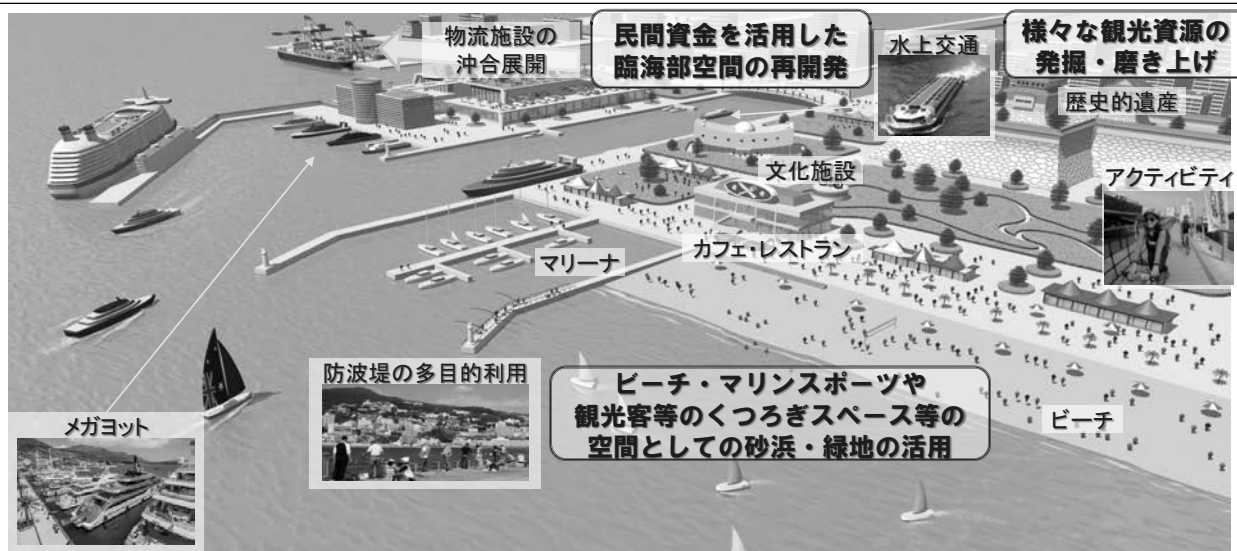 物流施設の
沖合展開
民間資金を活用した
臨海部空間の再開発
水上交通
様々な観光資源の
発掘・磨き上げ
歴史的遺産
文化施設
アクティビティ
カフェ・レストラン
マリーナ
防波堤の多目的利用
ビーチ・マリンスポーツや
観光客等のくつろぎスペース等の
空間としての砂浜・緑地の活用
ビーチ
メガヨット